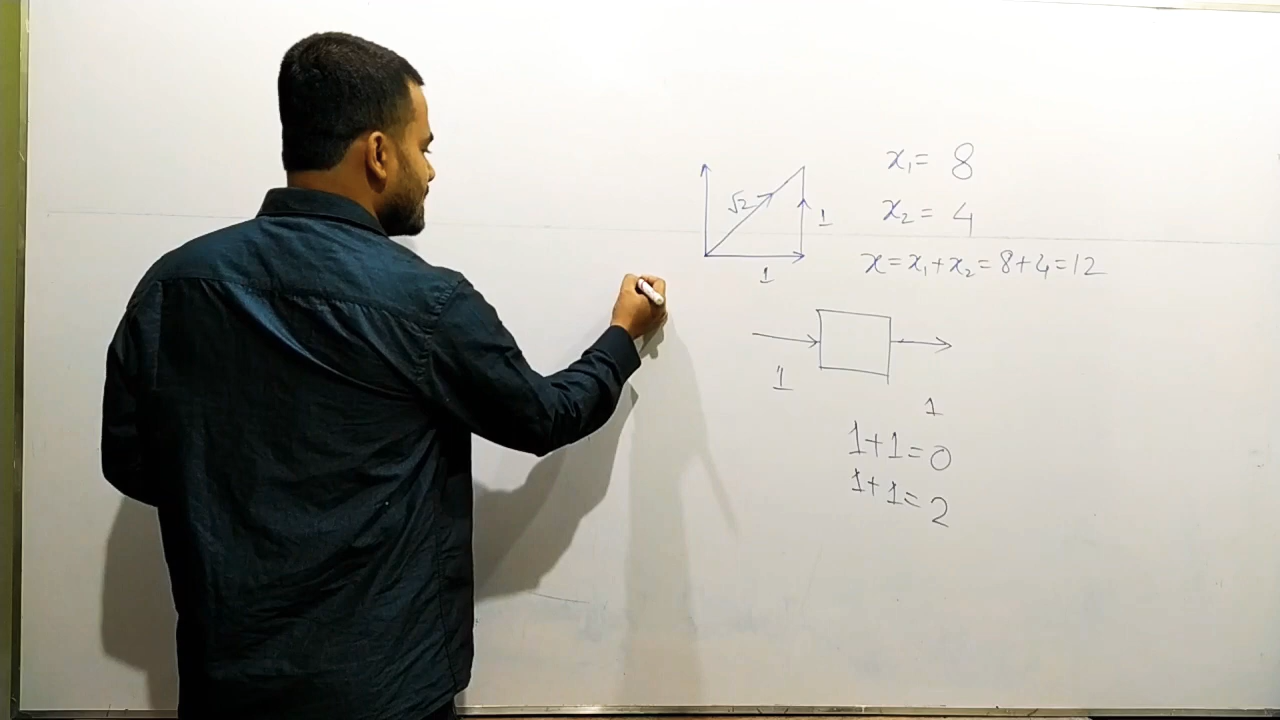 x₁= 8
√2
1
x₂ = 4
1
x=x₁+x₂=8+4=12
1
1
1+1=0
1+1=2